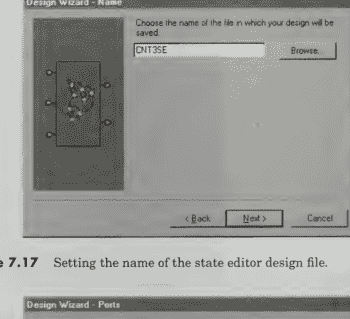 Design Wizard - Name
Choose the name of the file in which your design will be
saved.
CNT3SE
Browse...
< Back
Next >
Cancel
e 7.17 Setting the name of the state editor design file.
Design Wizard - Ports